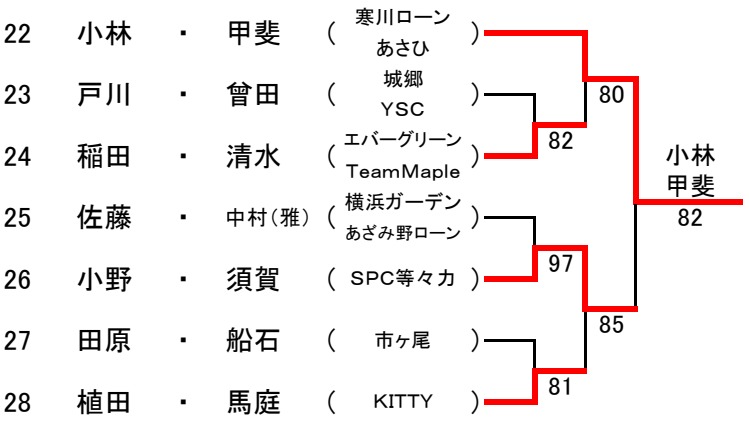 22 小林 ・ 甲斐 ( 寒川ローン あさひ )
23 戸川 ・ 曾田 ( 城郷 YSC )
24 稲田 ・ 清水 ( エバーグリーン TeamMaple )
25 佐藤 ・ 中村(雅) ( 横浜ガーデン あざみ野ローン )
26 小野 ・ 須賀 ( SPC等々力 )
27 田原 ・ 船石 ( 市ヶ尾 )
28 植田 ・ 馬庭 ( KITTY )
82
97
81
80
85
小林
甲斐
82